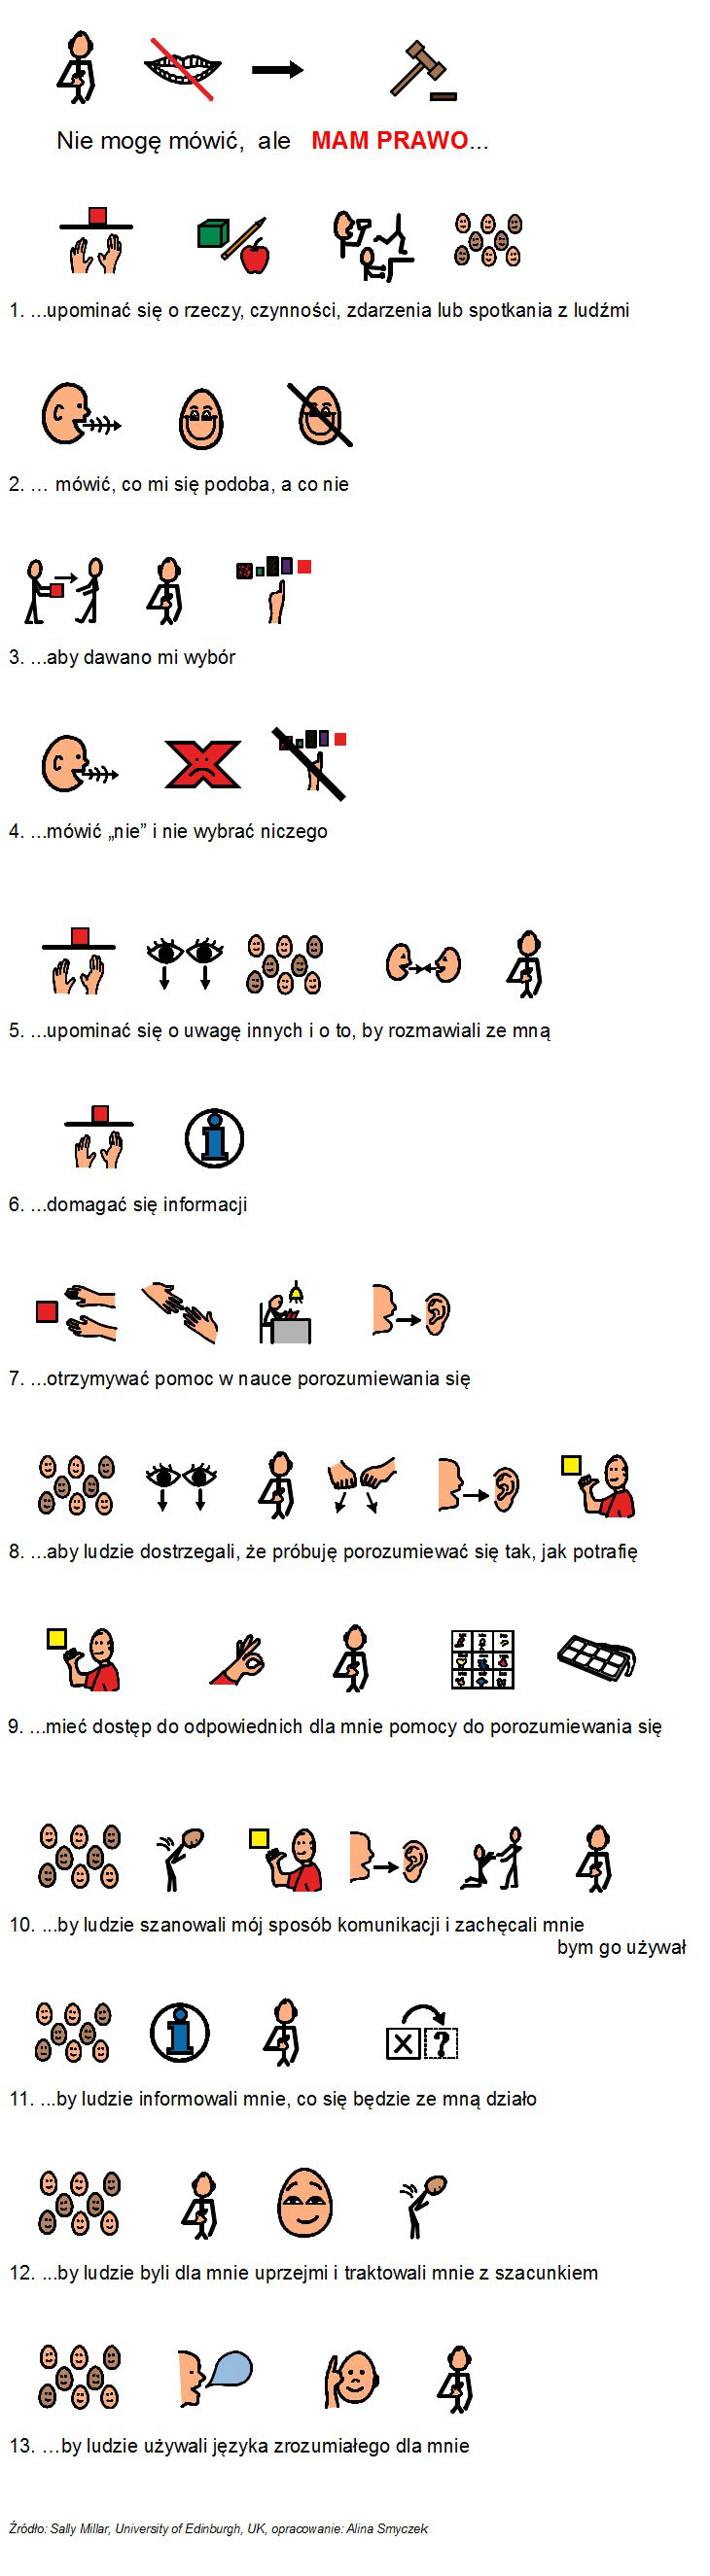 Nie mogę mówić, ale MAM PRAWO...
1. ...upominać się o rzeczy, czynności, zdarzenia lub spotkania z ludźmi
2. ... mówić, co mi się podoba, a co nie
3. ...aby dawano mi wybór
4. ...mówić „nie” i nie wybrać niczego
5. ...upominać się o uwagę innych i o to, by rozmawiali ze mną
6. ...domagać się informacji
7. ...otrzymywać pomoc w nauce porozumiewania się
8. ...aby ludzie dostrzegali, że próbuję porozumiewać się tak, jak potrafię
9. ...mieć dostęp do odpowiednich dla mnie pomocy do porozumiewania się
10. ...by ludzie szanowali mój sposób komunikacji i zachęcali mnie
bym go używał
11. ...by ludzie informowali mnie, co się będzie ze mną działo
12. ...by ludzie byli dla mnie uprzejmi i traktowali mnie z szacunkiem
13. ...by ludzie używali języka zrozumiałego dla mnie
Źródło: Sally Millar, University of Edinburgh, UK, opracowanie: Alina Smyczek